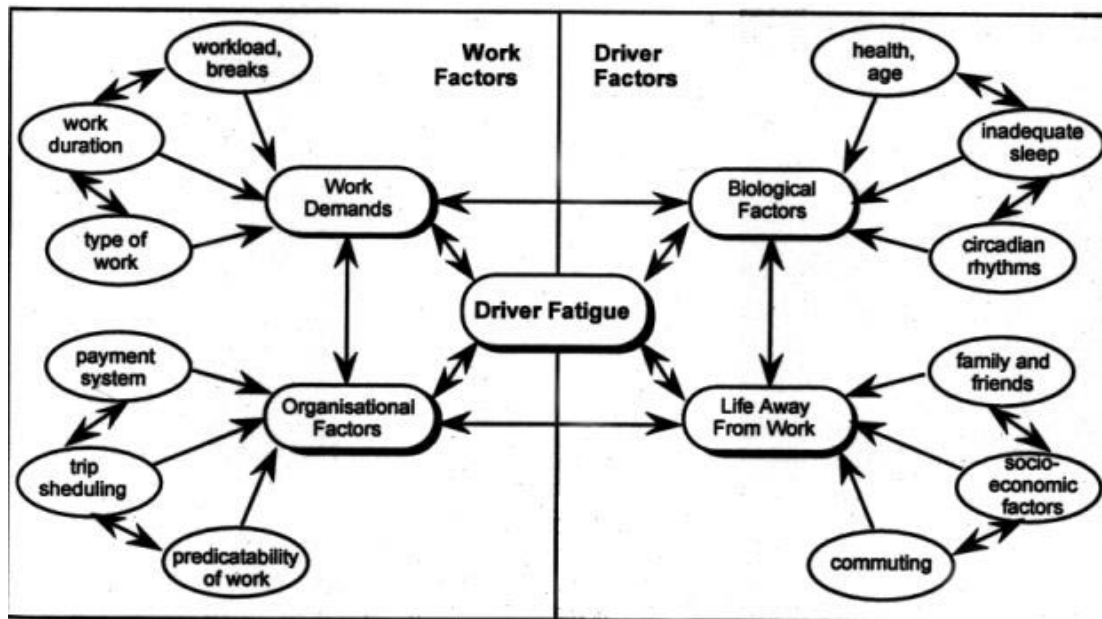 workload,
breaks
Work
Factors
Driver
Factors
health,
age
work
duration
inadequate
sleep
Work
Demands
Biological
Factors
type of
work
circadian
rhythms
Driver Fatigue
payment
system
family and
friends
Organisational
Factors
Life Away
From Work
trip
sheduling
socio-
economic
factors
predicatability
of work
commuting